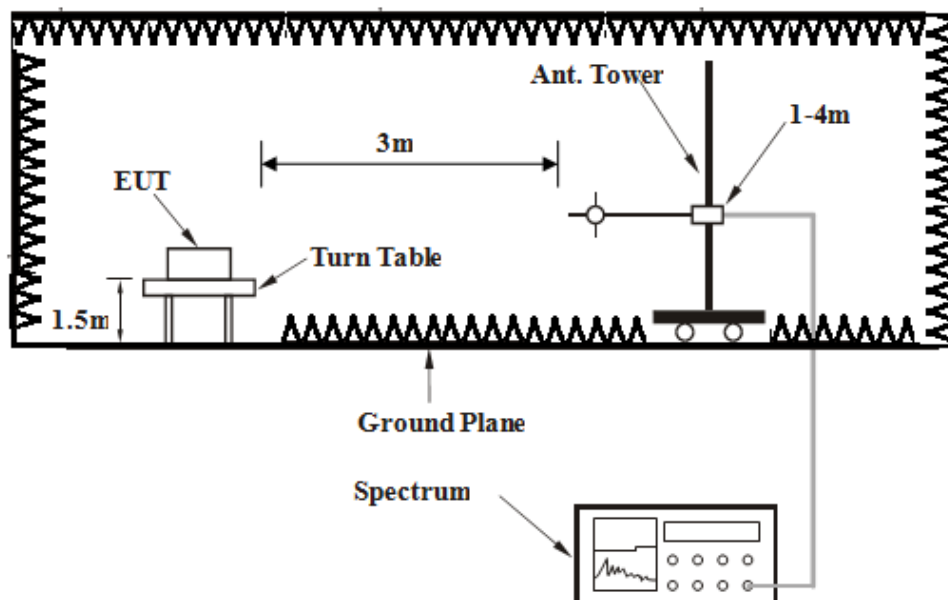 Ant. Tower
1-4m
3m
EUT
Turn Table
1.5m
Ground Plane
Spectrum